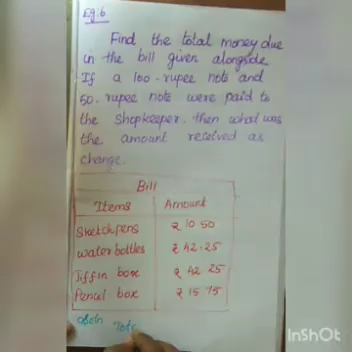 Eg:6
Find the total money due
in the bill given alongside
If a 100-rupee note and
50-rupee note were paid to
the shopkeeper. then what was
the amount received as
change.
Bill
Items Amount
Sketchpens ₹ 10 50
water bottles ₹ 42.25
Tiffin box ₹ 42 25
Pencil box ₹ 15 75
Soln Tot
InShOt